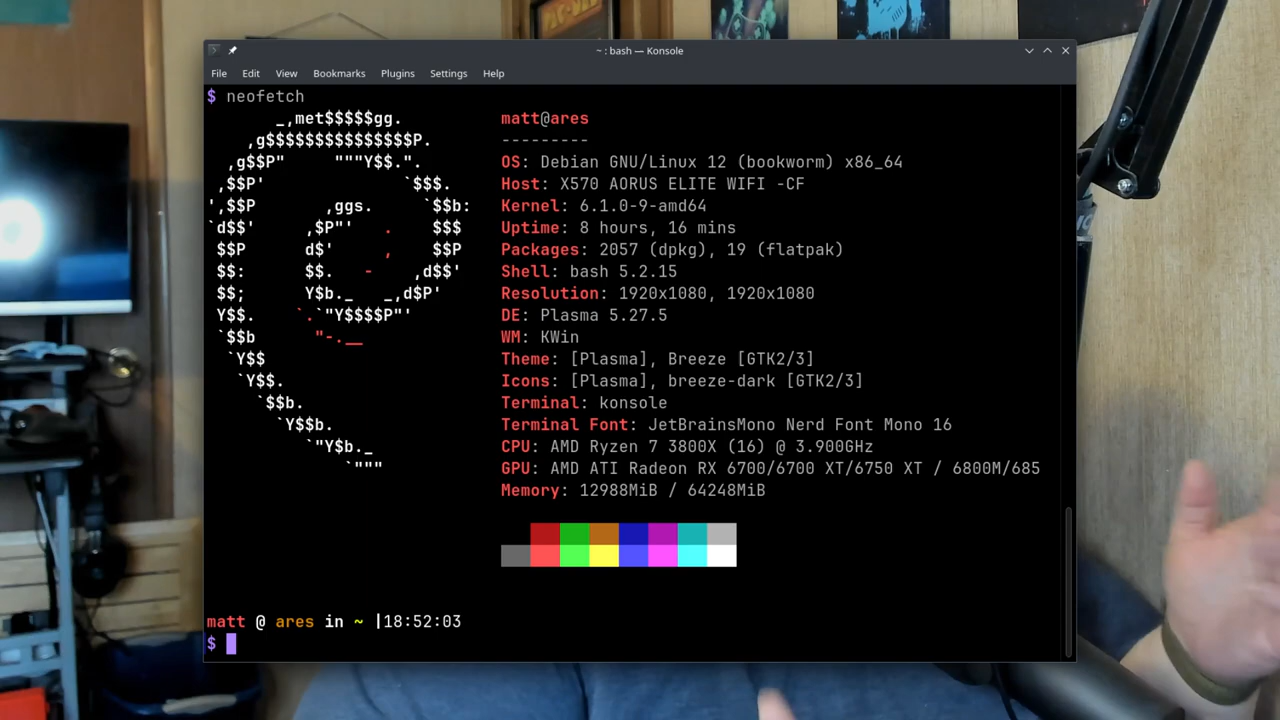 ~ : bash — Konsole
File Edit View Bookmarks Plugins Settings Help
$ neofetch
_,met$$$$$gg.
,g$$$$$$$$$$$$$$$P.
,g$$P" """Y$$.".
,$$P' `$$$.
',$$P ,ggs. `$$b:
`d$$' ,$P"' . $$$
$$P d$' , $$P
$$: $$. - ,d$$'
$$; Y$b._ _,d$P'
Y$$. `.`"Y$$$$P"'
`$$b "-.__
`Y$$
`Y$$.
`$$b.
`Y$$b.
`"Y$b._
`"""
matt@ares
---------
OS: Debian GNU/Linux 12 (bookworm) x86_64
Host: X570 AORUS ELITE WIFI -CF
Kernel: 6.1.0-9-amd64
Uptime: 8 hours, 16 mins
Packages: 2057 (dpkg), 19 (flatpak)
Shell: bash 5.2.15
Resolution: 1920x1080, 1920x1080
DE: Plasma 5.27.5
WM: KWin
Theme: [Plasma], Breeze [GTK2/3]
Icons: [Plasma], breeze-dark [GTK2/3]
Terminal: konsole
Terminal Font: JetBrainsMono Nerd Font Mono 16
CPU: AMD Ryzen 7 3800X (16) @ 3.900GHz
GPU: AMD ATI Radeon RX 6700/6700 XT/6750 XT / 6800M/685
Memory: 12988MiB / 64248MiB
matt @ ares in ~ |18:52:03
$